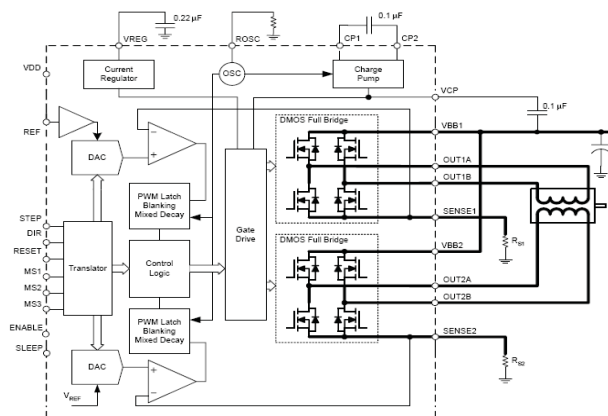 0.22 µF
0.1 µF
VREG
ROSC
CP1
CP2
VDD
Current
Regulator
OSC
Charge
Pump
VCP
0.1 µF
REF
DMOS Full Bridge
VBB1
DAC
OUT1A
OUT1B
PWM Latch
Blanking
Mixed Decay
SENSE1
STEP
DIR
RESET
MS1
MS2
MS3
Translator
Control
Logic
Gate
Drive
DMOS Full Bridge
VBB2
RS1
OUT2A
OUT2B
PWM Latch
Blanking
Mixed Decay
ENABLE
SLEEP
SENSE2
DAC
RS2
VREF